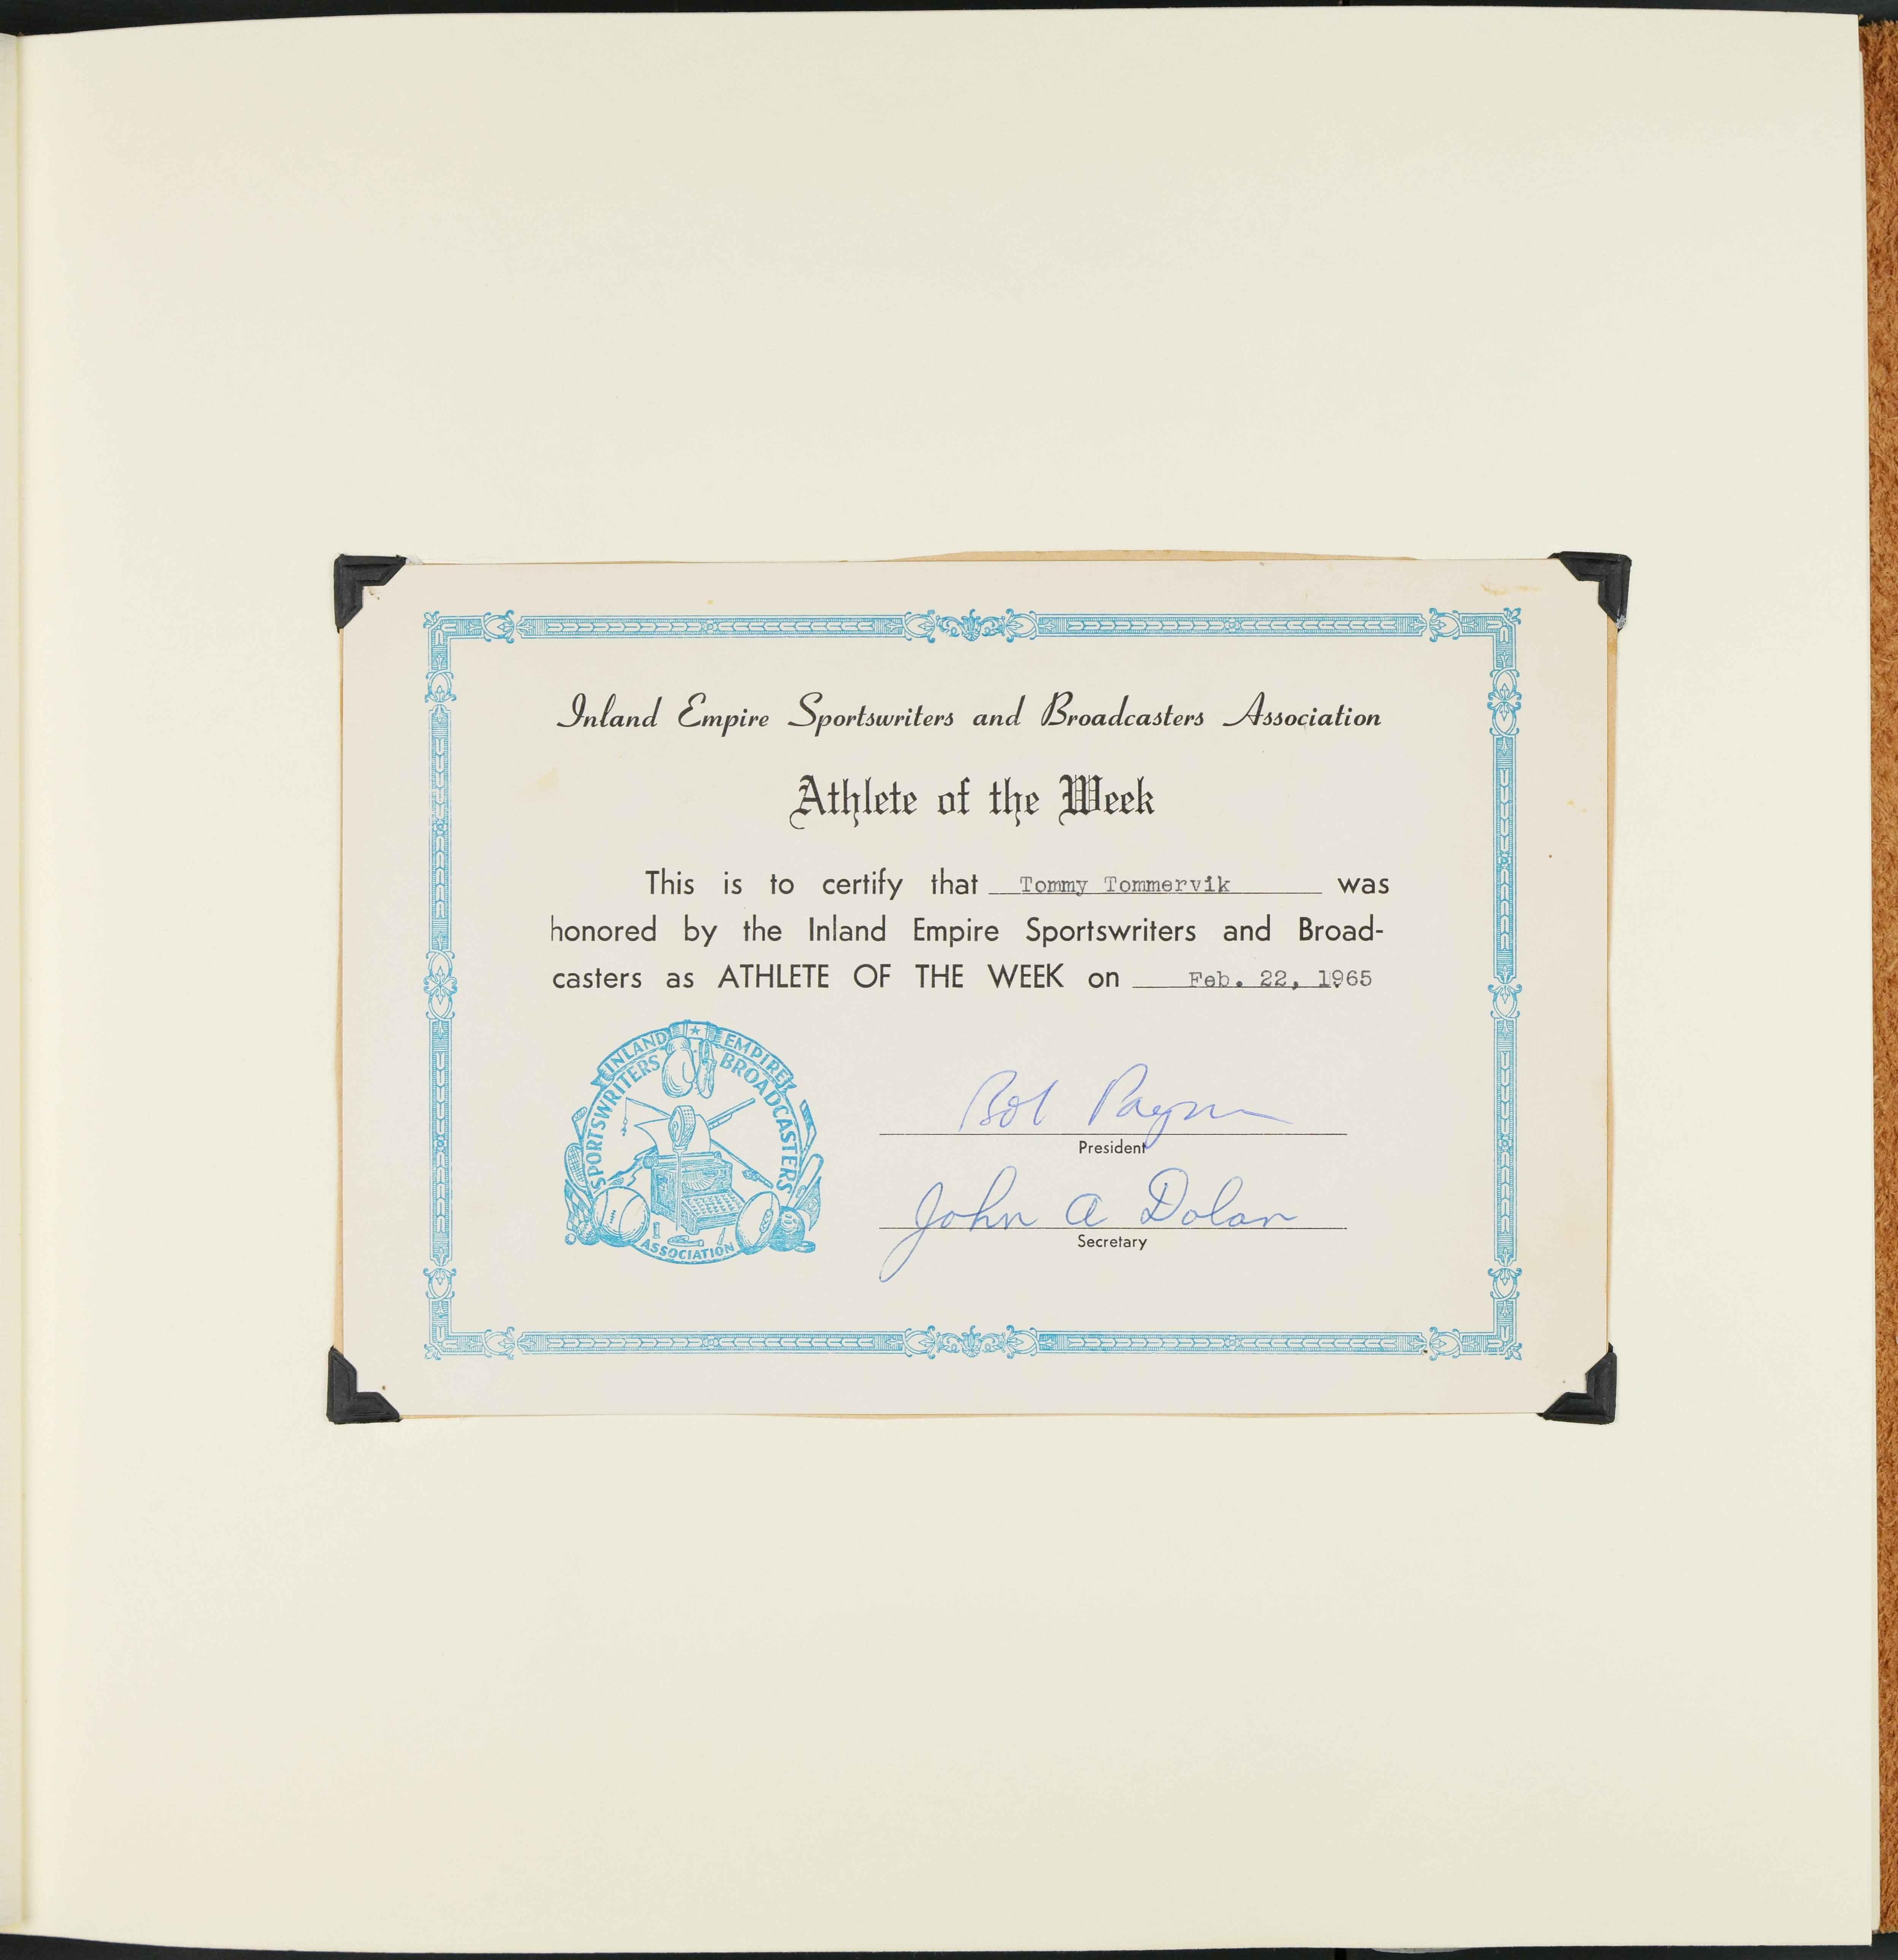 Inland Empire Sportswriters and Broadcasters Association
Athlete of the Week
This is to certify that Tommy Tommervik was
honored by the Inland Empire Sportswriters and Broad-
casters as ATHLETE OF THE WEEK on Feb. 22, 1965
INLAND EMPIRE
SPORTSWRITERS BROADCASTERS
ASSOCIATION
Bob Payne
President
John A Dolan
Secretary